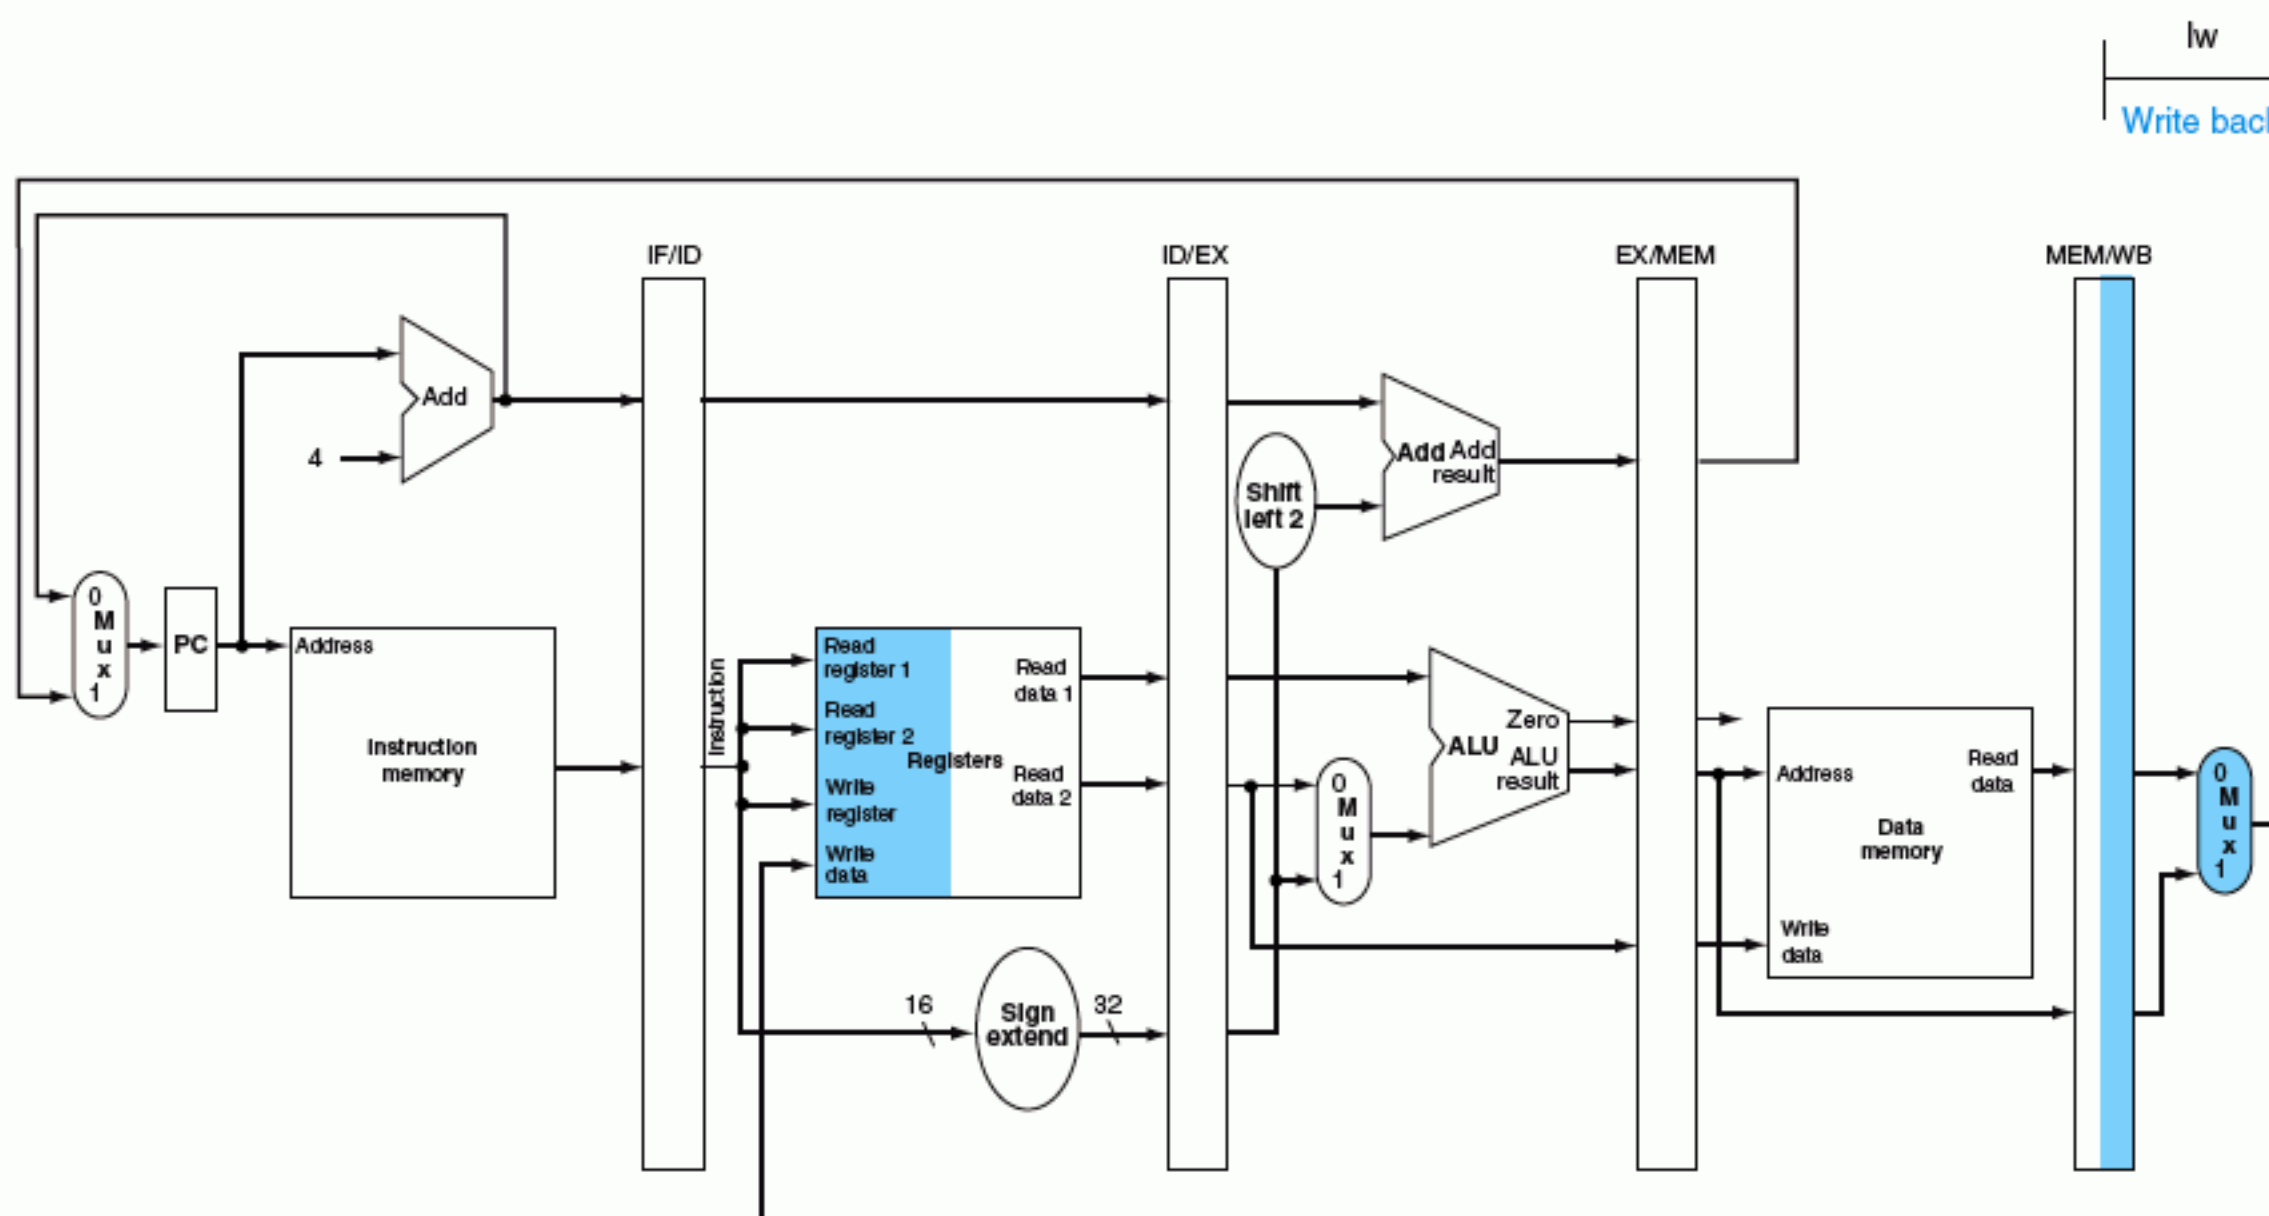 lw
Write bac
IF/ID
ID/EX
EX/MEM
MEM/WB
Add
4
Add Add
result
Shift
left 2
0
M
u
x
1
PC
Address
Instruction
memory
Instruction
Read
register 1
Read
register 2
Write
register
Write
data
Registers
Read
data 1
Read
data 2
16
Sign
extend
32
0
M
u
x
1
ALU
Zero
ALU
result
Address
Read
data
Data
memory
Write
data
0
M
u
x
1